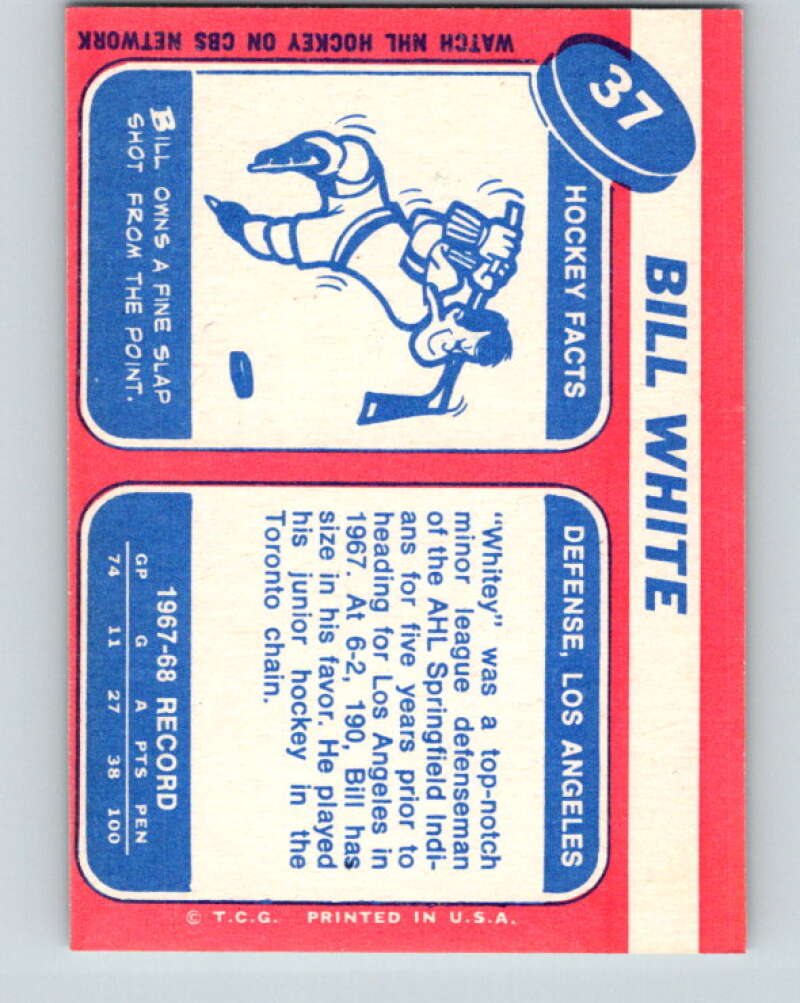 37
BILL WHITE
HOCKEY FACTS
BILL OWNS A FINE SLAP
SHOT FROM THE POINT.
WATCH NHL HOCKEY ON CBS NETWORK
DEFENSE, LOS ANGELES
"Whitey" was a top-notch
minor league defenseman
of the AHL Springfield Indi-
ans for five years prior to
heading for Los Angeles in
1967. At 6-2, 190, Bill has
size in his favor. He played
his junior hockey in the
Toronto chain.
1967-68 RECORD
GP G A PTS PEN
74 11 27 38 100
© T.C.G. PRINTED IN U.S.A.